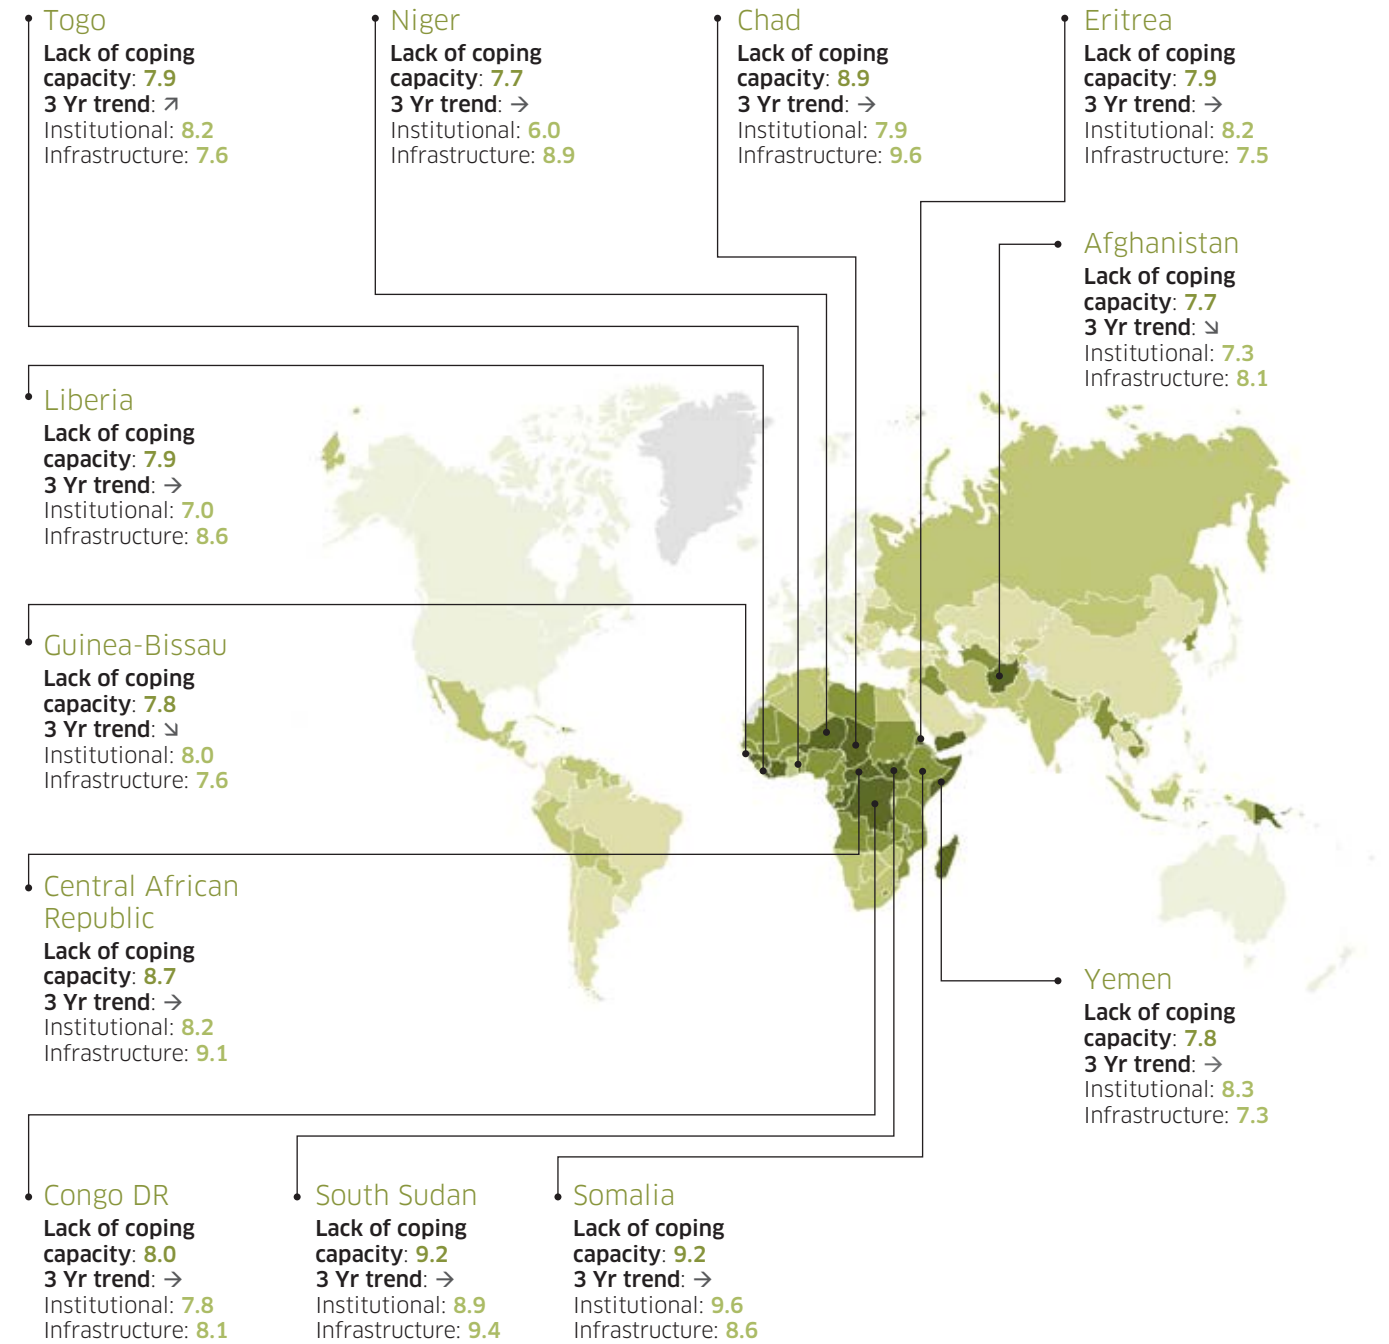 Togo
Lack of coping
capacity: 7.9
3 Yr trend: ↗
Institutional: 8.2
Infrastructure: 7.6
Niger
Lack of coping
capacity: 7.7
3 Yr trend: →
Institutional: 6.0
Infrastructure: 8.9
Chad
Lack of coping
capacity: 8.9
3 Yr trend: →
Institutional: 7.9
Infrastructure: 9.6
Eritrea
Lack of coping
capacity: 7.9
3 Yr trend: →
Institutional: 8.2
Infrastructure: 7.5
Afghanistan
Lack of coping
capacity: 7.7
3 Yr trend: ↘
Institutional: 7.3
Infrastructure: 8.1
Liberia
Lack of coping
capacity: 7.9
3 Yr trend: →
Institutional: 7.0
Infrastructure: 8.6
Guinea-Bissau
Lack of coping
capacity: 7.8
3 Yr trend: ↘
Institutional: 8.0
Infrastructure: 7.6
Central African
Republic
Lack of coping
capacity: 8.7
3 Yr trend: →
Institutional: 8.2
Infrastructure: 9.1
Yemen
Lack of coping
capacity: 7.8
3 Yr trend: →
Institutional: 8.3
Infrastructure: 7.3
Congo DR
Lack of coping
capacity: 8.0
3 Yr trend: →
Institutional: 7.8
Infrastructure: 8.1
South Sudan
Lack of coping
capacity: 9.2
3 Yr trend: →
Institutional: 8.9
Infrastructure: 9.4
Somalia
Lack of coping
capacity: 9.2
3 Yr trend: →
Institutional: 9.6
Infrastructure: 8.6